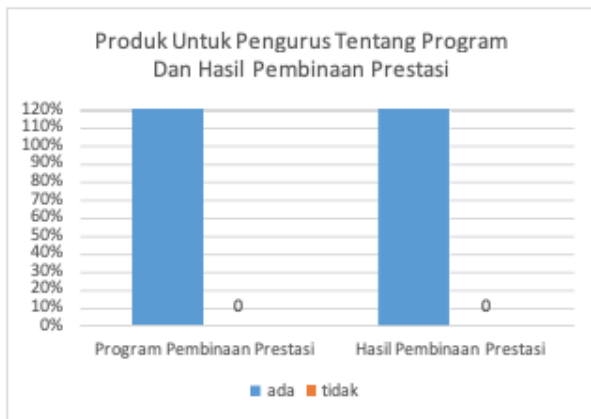 Produk Untuk Pengurus Tentang Program
Dan Hasil Pembinaan Prestasi
120%
110%
100%
90%
80%
70%
60%
50%
40%
30%
20%
10%
0%
0
0
Program Pembinaan Prestasi
Hasil Pembinaan Prestasi
ada
tidak